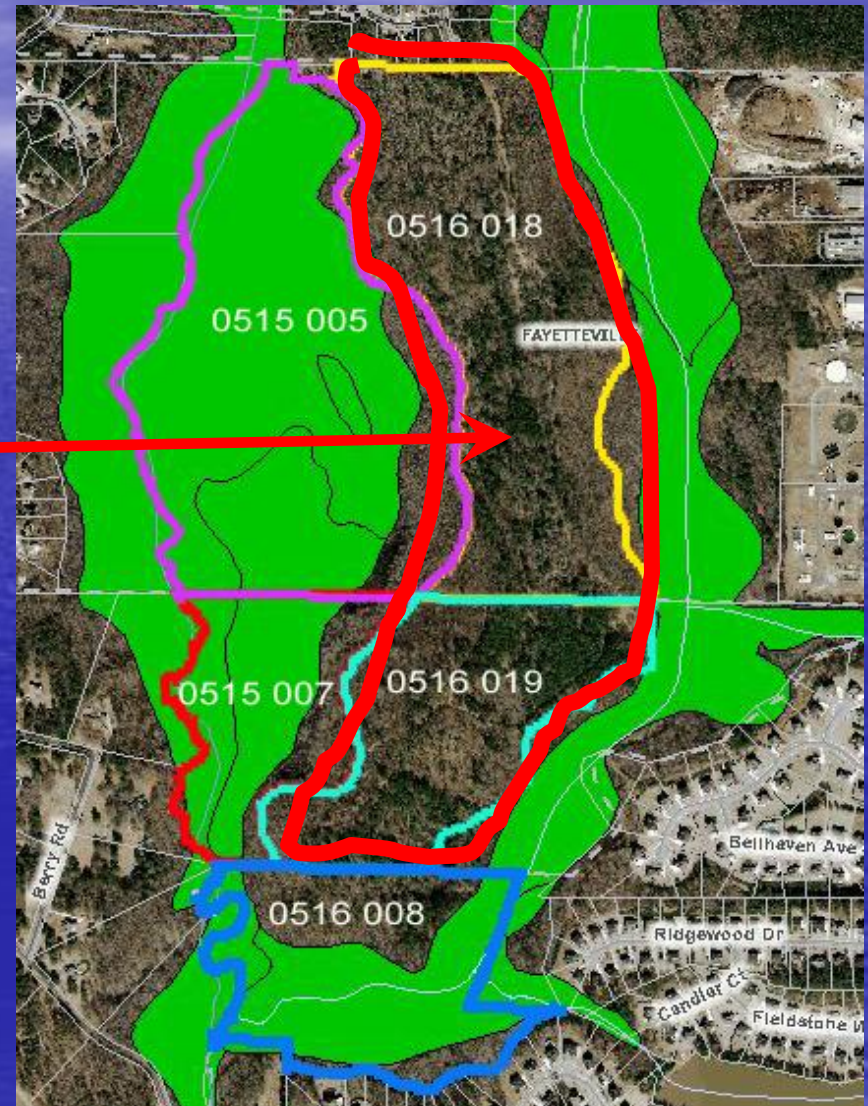 0516 018
0515 005
FAYETTEVIL
0515 007
0516 019
Bellhaven Ave
Berry Rd
0516 008
Ridgewood Dr
Candler Ct
Fieldstone